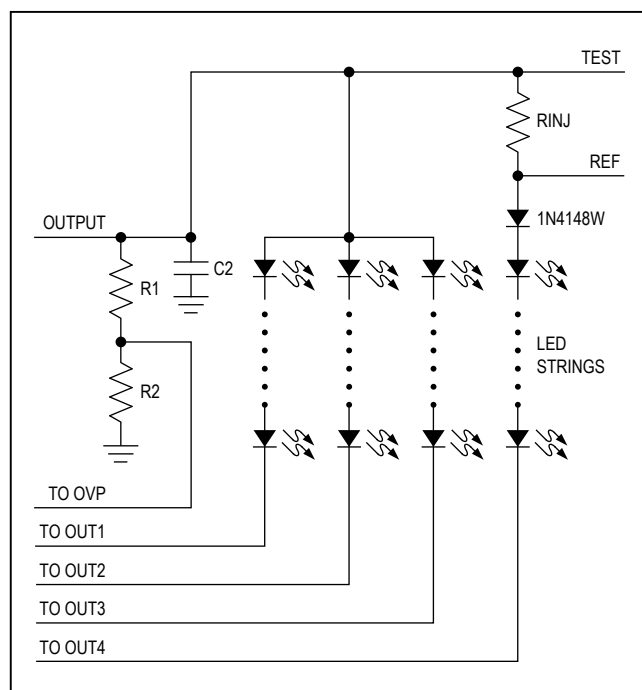 TEST
RINJ
REF
1N4148W
OUTPUT
C2
R1
LED
STRINGS
R2
TO OVP
TO OUT1
TO OUT2
TO OUT3
TO OUT4